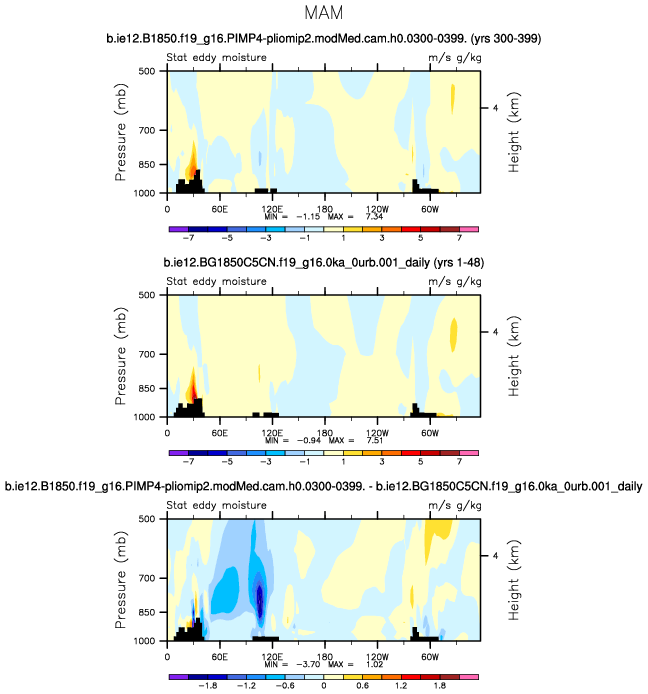 MAM
b.ie12.B1850.f19_g16.PIMP4-pliomip2.modMed.cam.h0.0300-0399. (yrs 300-399)
Stat eddy moisture m/s g/kg
Pressure (mb)
500
700
850
1000
4
Height (km)
0 60E 120E 180 120W 60W
MIN = -1.15 MAX = 7.34
-7 -5 -3 -1 1 3 5 7
b.ie12.BG1850C5CN.f19_g16.0ka_0urb.001_daily (yrs 1-48)
Stat eddy moisture m/s g/kg
Pressure (mb)
500
700
850
1000
4
Height (km)
0 60E 120E 180 120W 60W
MIN = -0.94 MAX = 7.51
-7 -5 -3 -1 1 3 5 7
b.ie12.B1850.f19_g16.PIMP4-pliomip2.modMed.cam.h0.0300-0399. - b.ie12.BG1850C5CN.f19_g16.0ka_0urb.001_daily
Stat eddy moisture m/s g/kg
Pressure (mb)
500
700
850
1000
4
Height (km)
0 60E 120E 180 120W 60W
MIN = -3.70 MAX = 1.02
-1.8 -1.2 -0.6 0 0.6 1.2 1.8